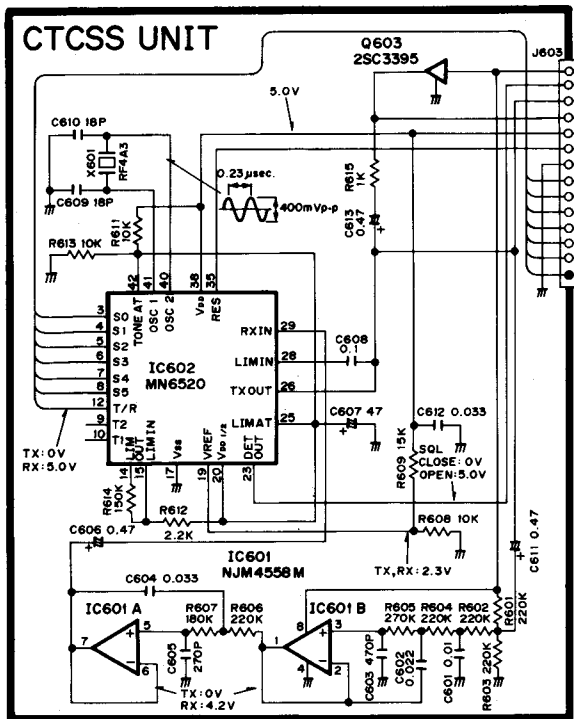 CTCSS UNIT
Q603
2SC3395
J603
5.0V
C610 18P
X601
RF4A3
C609 18P
0.23 μsec.
400mVp-p
R615
1K
C613
0.47
R611
10K
R613 10K
42
41
40
38
35
TONE AT
OSC 1
OSC 2
VDD
RES
3
S0
4
S1
5
S2
6
S3
7
S4
8
S5
12
T/R
9
T2
10
T1
IC602
MN6520
RXIN
29
LIMIN
28
TXOUT
26
LIMAT
25
C608
0.1
C607 47
C612 0.033
TX:0V
RX:5.0V
LIM
OUT
LIMIN
VSS
VREF
VDD 1/2
DET
OUT
14
15
17
19
20
23
R609 15K
SQL
CLOSE: 0V
OPEN:5.0V
R614
150K
R612
2.2K
R608 10K
C606 0.47
IC601
NJM4558M
TX,RX: 2.3V
C611 0.47
C604 0.033
IC601A
R607
180K
R606
220K
IC601B
R605
270K
R604
220K
R602
220K
R601
220K
7
5
+
-
6
C605
270P
1
8
3
+
-
2
4
C603 470P
C602
0.022
C601 0.01
R603 220K
TX:0V
RX:4.2V